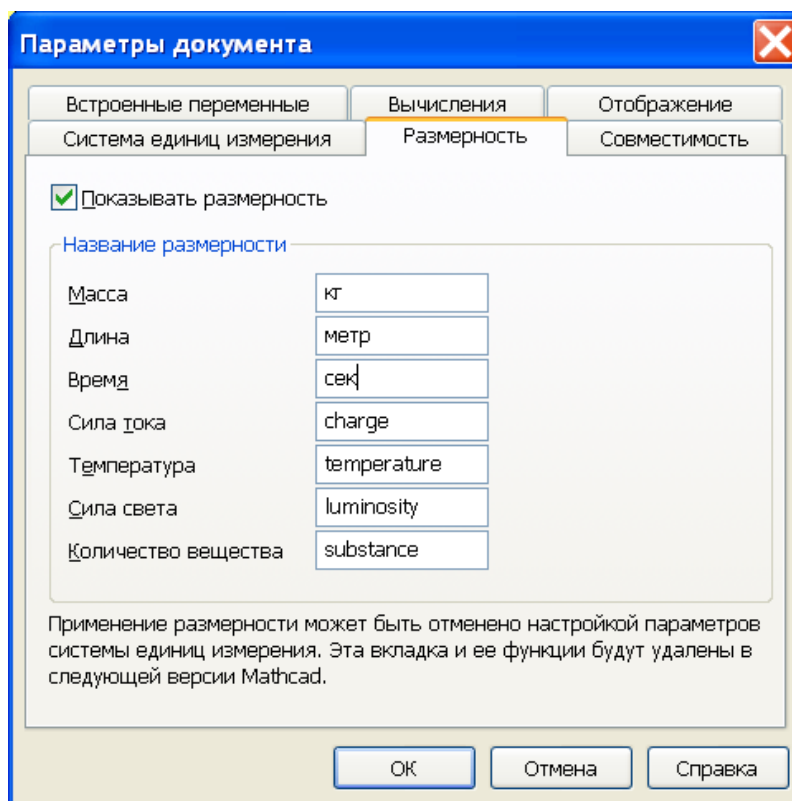 Параметры документа
Встроенные переменные
Вычисления
Отображение
Система единиц измерения
Размерность
Совместимость
Показывать размерность
Название размерности
Масса
кг
Длина
метр
Время
сек
Сила тока
charge
Температура
temperature
Сила света
luminosity
Количество вещества
substance
Применение размерности может быть отменено настройкой параметров
системы единиц измерения. Эта вкладка и ее функции будут удалены в
следующей версии Mathcad.
ОК
Отмена
Справка